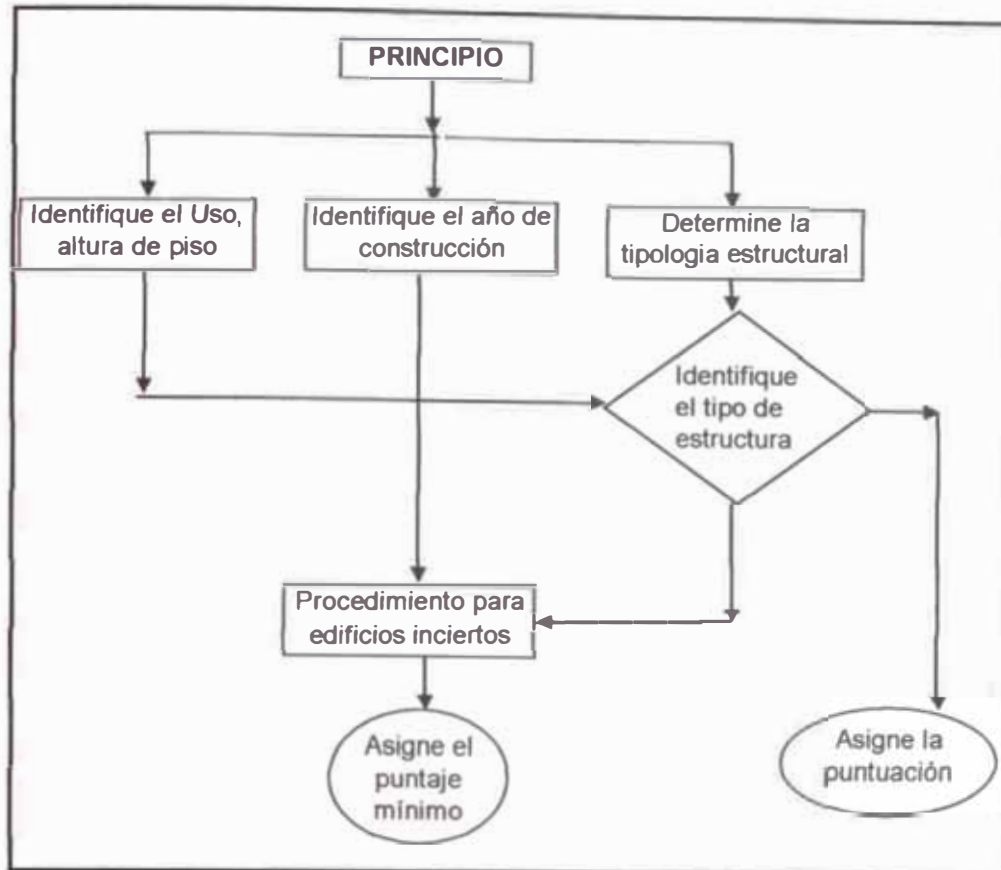 PRINCIPIO
Identifique el Uso,
altura de piso
Identifique el año de
construcción
Determine la
tipologia estructural
Identifique
el tipo de
estructura
Procedimiento para
edificios inciertos
Asigne el
puntaje
mínimo
Asigne la
puntuación